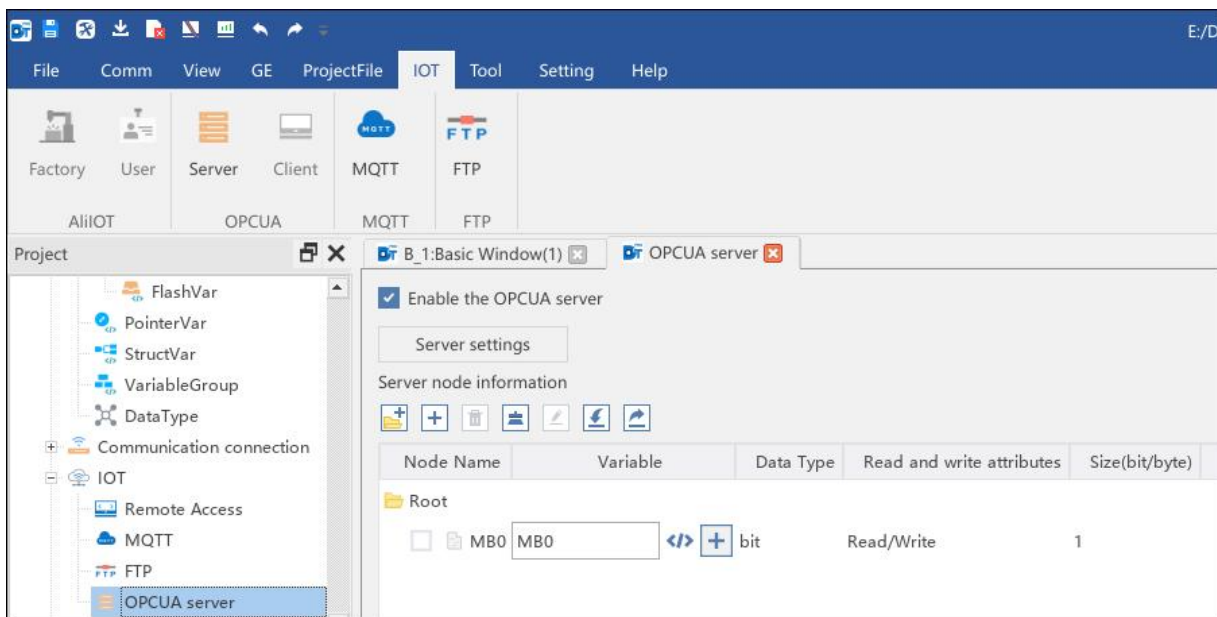 E:/D
File Comm View GE ProjectFile IOT Tool Setting Help
MQTT FTP
Factory User Server Client MQTT FTP
AliIOT OPCUA MQTT FTP
Project
B_1:Basic Window(1) OPCUA server
FlashVar
PointerVar
StructVar
VariableGroup
DataType
Communication connection
IOT
Remote Access
MQTT
FTP
OPCUA server
Enable the OPCUA server
Server settings
Server node information
Node Name Variable Data Type Read and write attributes Size(bit/byte)
Root
MB0 MB0 </> bit Read/Write 1